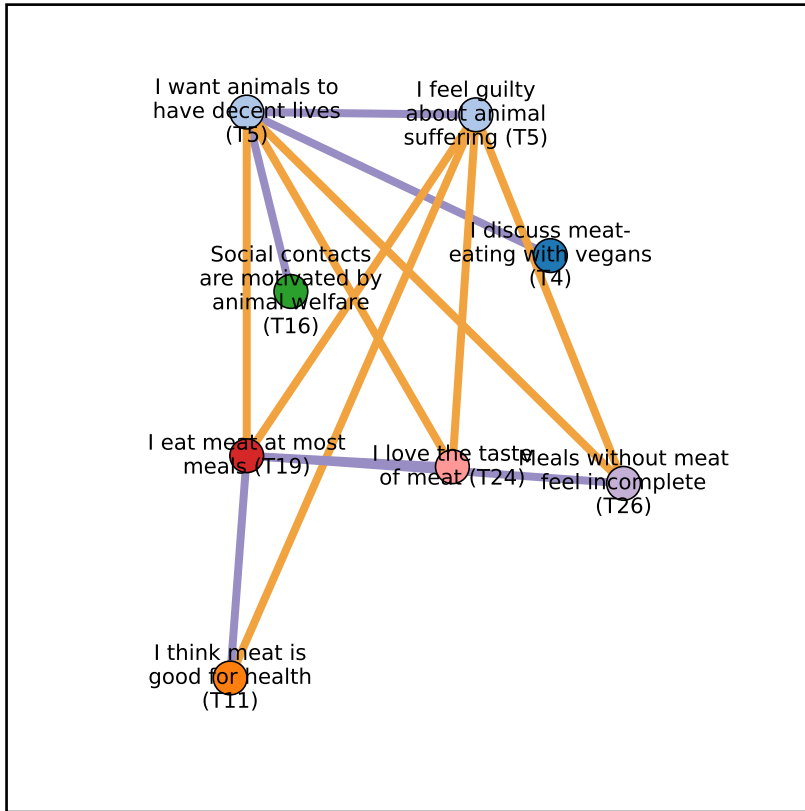 I want animals to
have decent lives
(T5)
I feel guilty
about animal
suffering (T5)
I discuss meat-
eating with vegans
(T4)
Social contacts
are motivated by
animal welfare
(T16)
I eat meat at most
meals (T19)
I love the taste
of meat (T24)
Meals without meat
feel incomplete
(T26)
I think meat is
good for health
(T11)